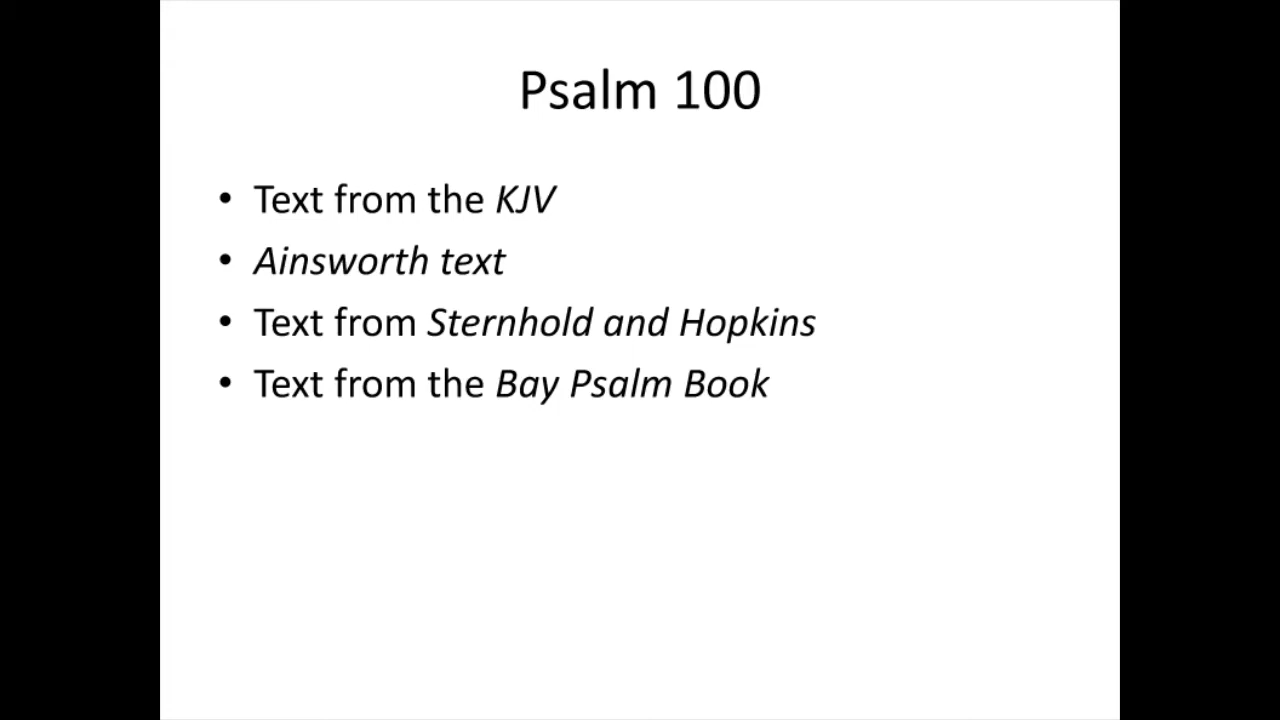 Psalm 100
• Text from the KJV
• Ainsworth text
• Text from Sternhold and Hopkins
• Text from the Bay Psalm Book